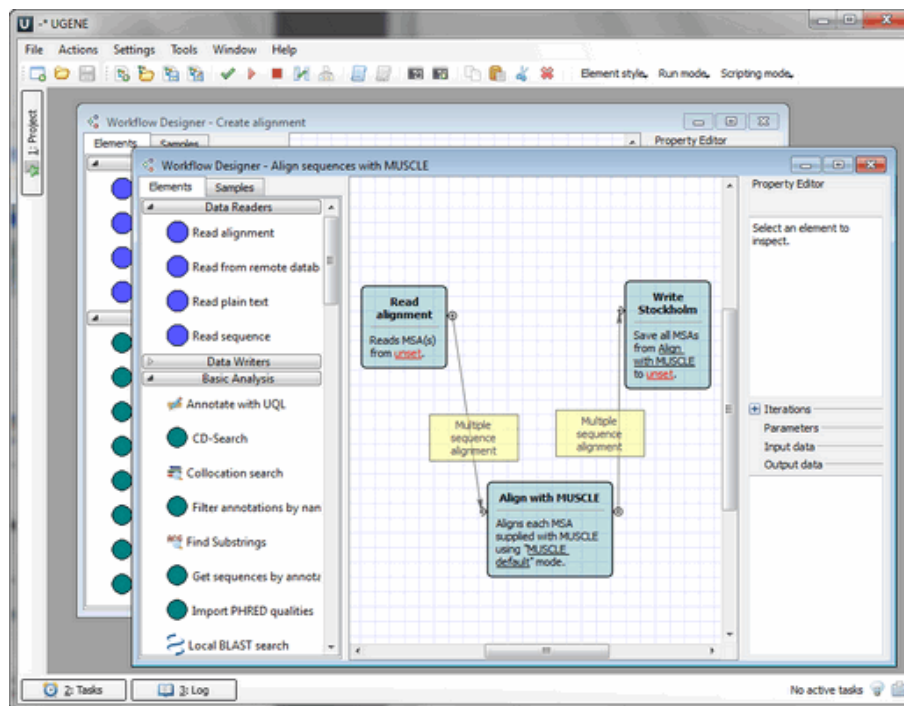 -* UGENE
File Actions Settings Tools Window Help
Element style. Run mode. Scripting mode.
1: Project
Workflow Designer - Create alignment
Elements Samples
Property Editor
Workflow Designer - Align sequences with MUSCLE
Elements Samples
Data Readers
Read alignment
Read from remote datab
Read plain text
Read sequence
Data Writers
Basic Analysis
Annotate with UQL
CD-Search
Collocation search
Filter annotations by nam
Find Substrings
Get sequences by annota
Import PHRED qualities
Local BLAST search
Read
alignment
Reads MSA(s)
from unset.
Multiple
sequence
alignment
Align with MUSCLE
Aligns each MSA
supplied with MUSCLE
using "MUSCLE
default" mode.
Multiple
sequence
alignment
Write
Stockholm
Save all MSAs
from Align
with MUSCLE
to unset.
Property Editor
Select an element to
inspect.
Iterations
Parameters
Input data
Output data
2: Tasks
3: Log
No active tasks